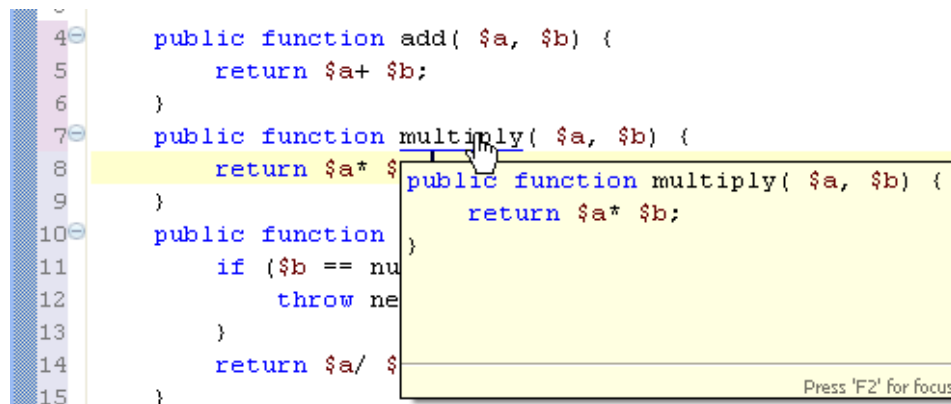 4 public function add( $a, $b) {
5 return $a+ $b;
6 }
7 public function multiply( $a, $b) {
8 return $a* $
9 }
10 public function
11 if ($b == nu
12 throw ne
13 }
14 return $a/ $
15 }
public function multiply( $a, $b) {
return $a* $b;
}
Press 'F2' for focus